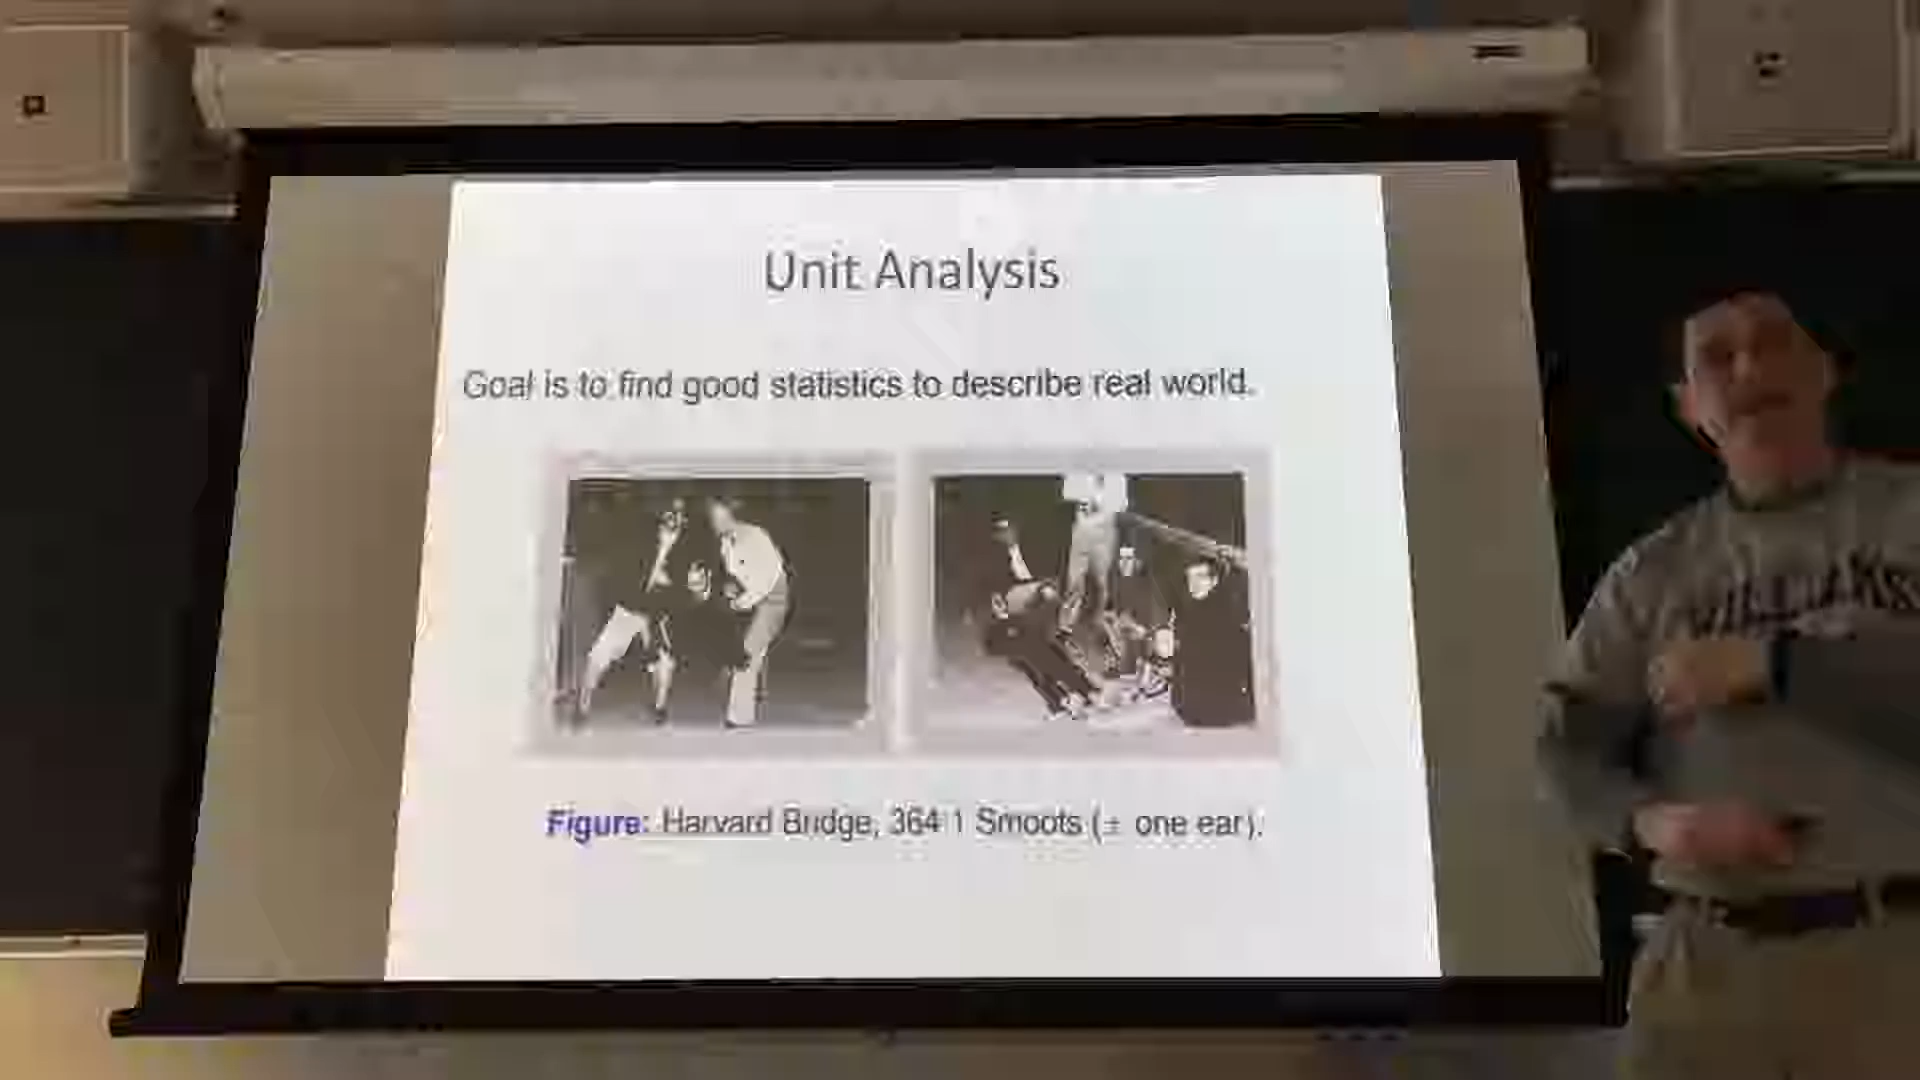 Unit Analysis
Goal is to find good statistics to describe real world.
Figure: Harvard Bridge, 364.1 Smoots (± one ear).
WILLIAMS